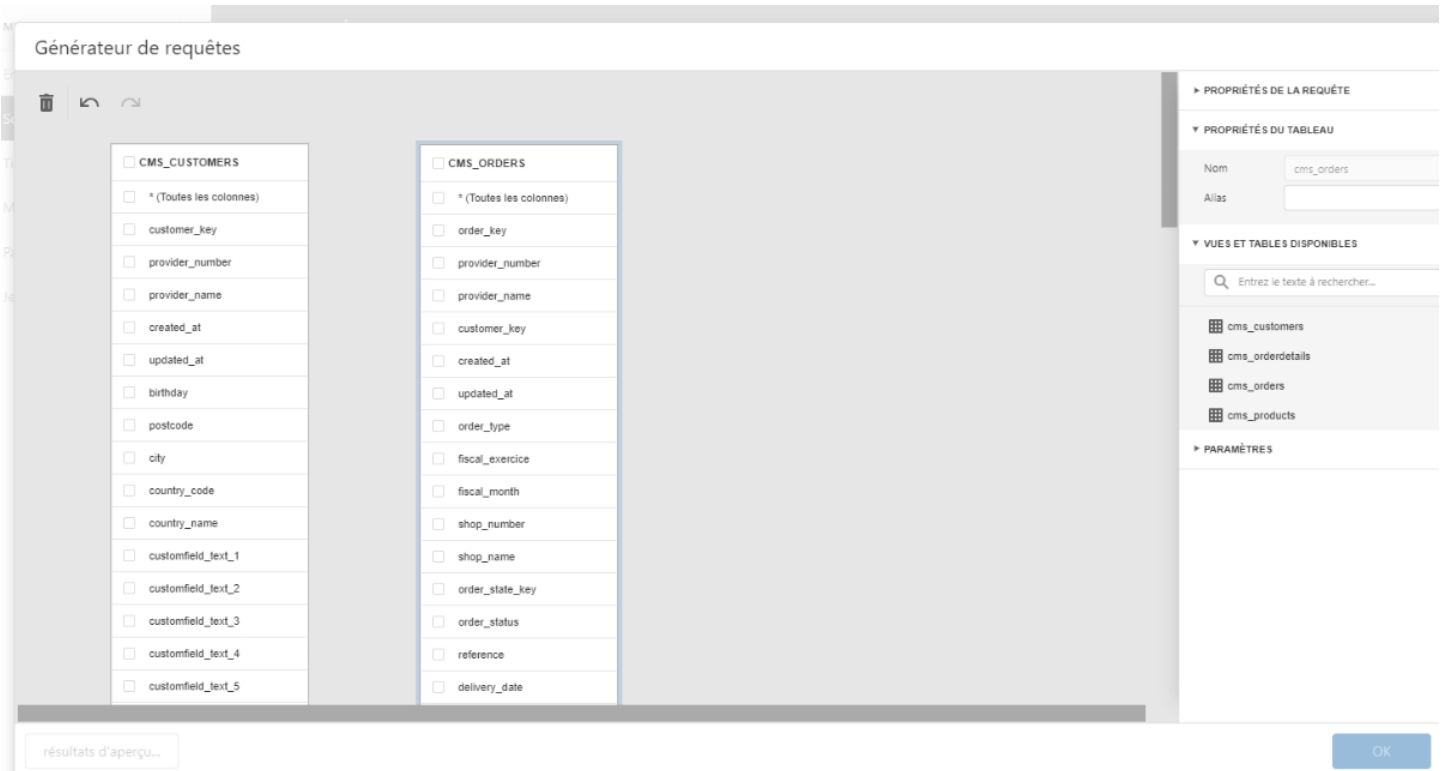 Générateur de requêtes
CMS_CUSTOMERS
* (Toutes les colonnes)
customer_key
provider_number
provider_name
created_at
updated_at
birthday
postcode
city
country_code
country_name
customfield_text_1
customfield_text_2
customfield_text_3
customfield_text_4
customfield_text_5
CMS_ORDERS
* (Toutes les colonnes)
order_key
provider_number
provider_name
customer_key
created_at
updated_at
order_type
fiscal_exercice
fiscal_month
shop_number
shop_name
order_state_key
order_status
reference
delivery_date
PROPRIÉTÉS DE LA REQUÊTE
PROPRIÉTÉS DU TABLEAU
Nom cms_orders
Alias
VUES ET TABLES DISPONIBLES
Entrez le texte à rechercher...
cms_customers
cms_orderdetails
cms_orders
cms_products
PARAMÈTRES
résultats d'aperçu...
OK